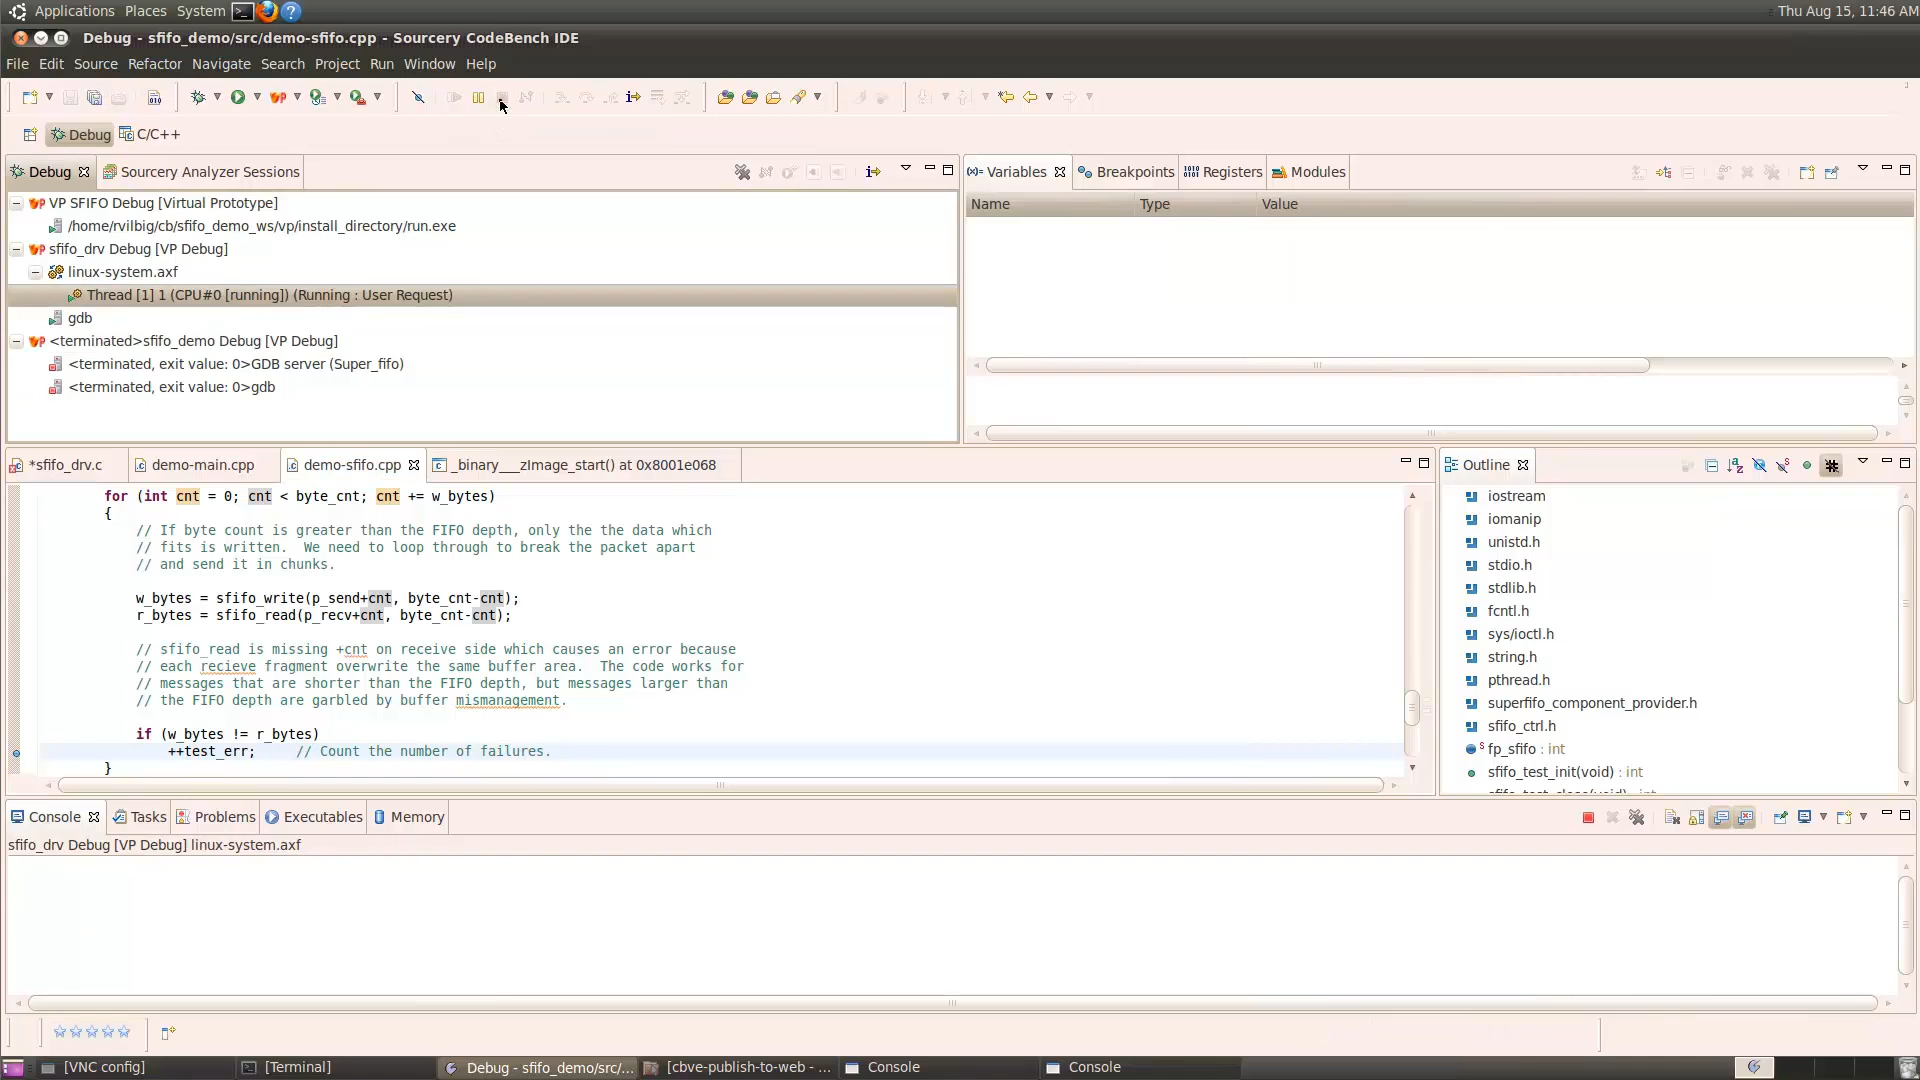 Applications Places System
Thu Aug 15, 11:46 AM
Debug - sfifo_demo/src/demo-sfifo.cpp - Sourcery CodeBench IDE
File Edit Source Refactor Navigate Search Project Run Window Help
Debug C/C++
Debug Sourcery Analyzer Sessions
VP SFIFO Debug [Virtual Prototype]
/home/rvilbig/cb/sfifo_demo_ws/vp/install_directory/run.exe
sfifo_drv Debug [VP Debug]
linux-system.axf
Thread [1] 1 (CPU#0 [running]) (Running : User Request)
gdb
<terminated>sfifo_demo Debug [VP Debug]
<terminated, exit value: 0>GDB server (Super_fifo)
<terminated, exit value: 0>gdb
(x)= Variables Breakpoints Registers Modules
Name Type Value
*sfifo_drv.c demo-main.cpp demo-sfifo.cpp _binary___zImage_start() at 0x8001e068
for (int cnt = 0; cnt < byte_cnt; cnt += w_bytes)
{
// If byte count is greater than the FIFO depth, only the the data which
// fits is written.  We need to loop through to break the packet apart
// and send it in chunks.
w_bytes = sfifo_write(p_send+cnt, byte_cnt-cnt);
r_bytes = sfifo_read(p_recv+cnt, byte_cnt-cnt);
// sfifo_read is missing +cnt on receive side which causes an error because
// each recieve fragment overwrite the same buffer area.  The code works for
// messages that are shorter than the FIFO depth, but messages larger than
// the FIFO depth are garbled by buffer mismanagement.
if (w_bytes != r_bytes)
++test_err;     // Count the number of failures.
}
Outline
iostream
iomanip
unistd.h
stdio.h
stdlib.h
fcntl.h
sys/ioctl.h
string.h
pthread.h
superfifo_component_provider.h
sfifo_ctrl.h
fp_sfifo : int
sfifo_test_init(void) : int
Console Tasks Problems Executables Memory
sfifo_drv Debug [VP Debug] linux-system.axf
[VNC config] [Terminal] Debug - sfifo_demo/src/... [cbve-publish-to-web - ... Console Console